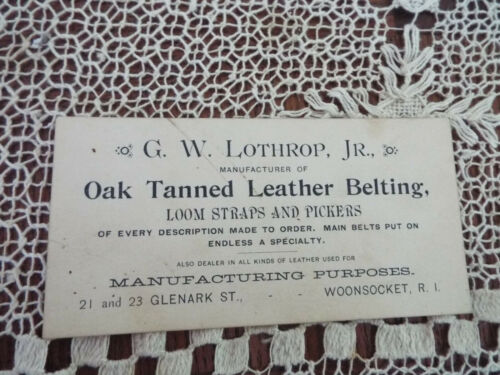 G. W. LOTHROP, JR.,
MANUFACTURER OF
Oak Tanned Leather Belting,
LOOM STRAPS AND PICKERS
OF EVERY DESCRIPTION MADE TO ORDER. MAIN BELTS PUT ON
ENDLESS A SPECIALTY.
ALSO DEALER IN ALL KINDS OF LEATHER USED FOR
MANUFACTURING PURPOSES.
21 and 23 GLENARK ST., - - WOONSOCKET, R. I.